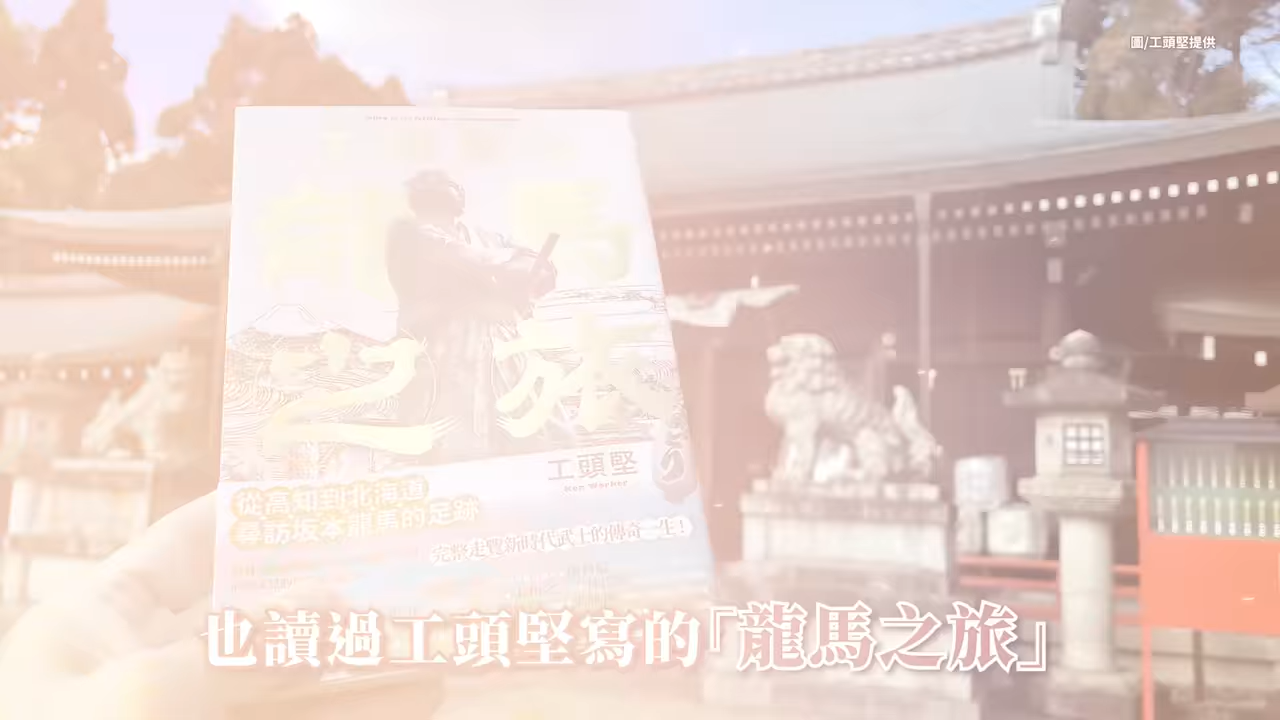 圖/工頭堅提供
龍馬
之旅
工頭堅
Ken Worker
從高知到北海道
尋訪坂本龍馬的足跡
完整走覽新時代武士的傳奇一生!
也讀過工頭堅寫的「龍馬之旅」